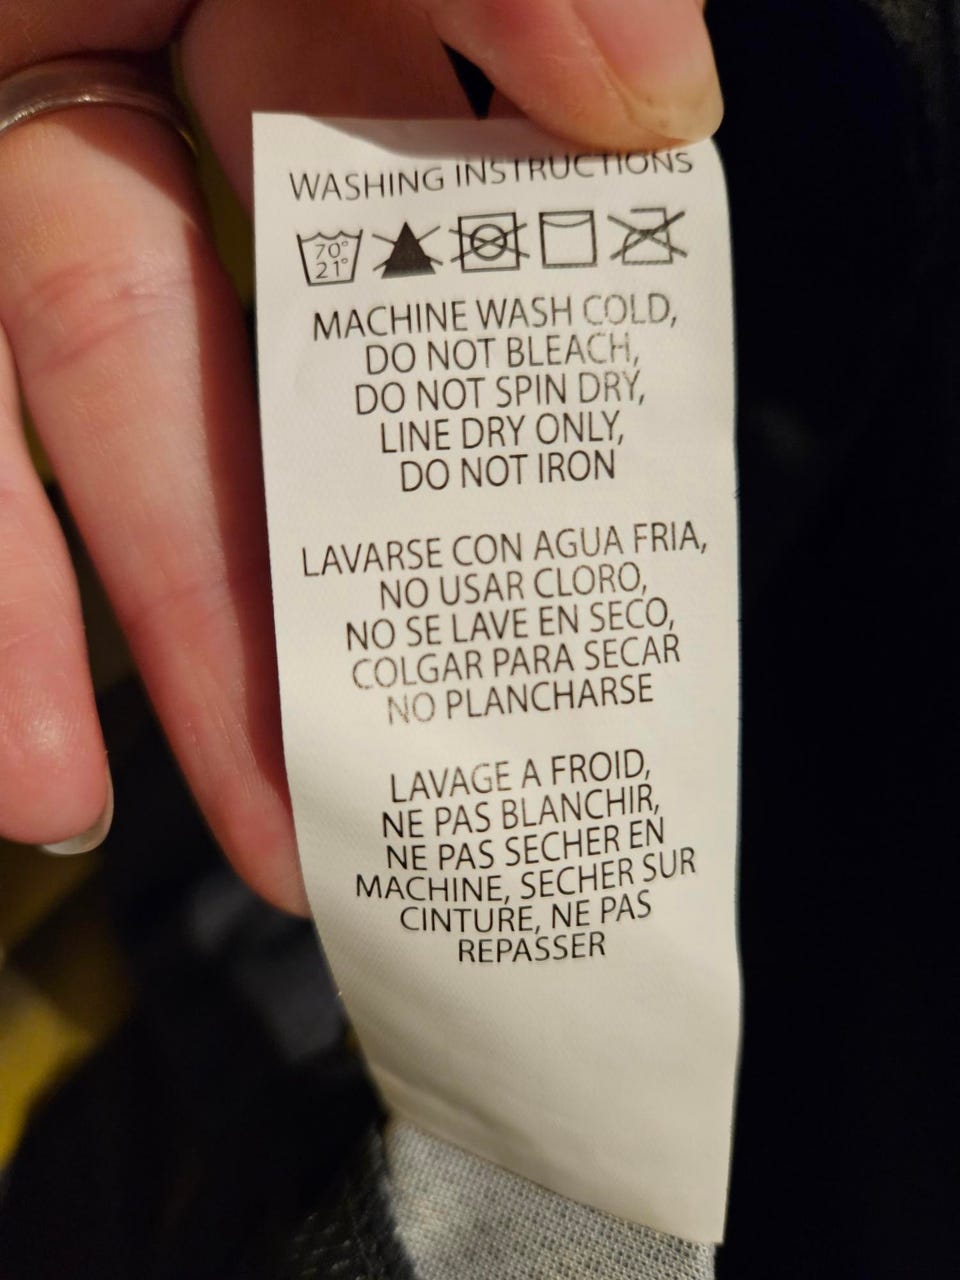 WASHING INSTRUCTIONS
70°
21°
MACHINE WASH COLD,
DO NOT BLEACH,
DO NOT SPIN DRY,
LINE DRY ONLY,
DO NOT IRON
LAVARSE CON AGUA FRIA,
NO USAR CLORO,
NO SE LAVE EN SECO,
COLGAR PARA SECAR
NO PLANCHARSE
LAVAGE A FROID,
NE PAS BLANCHIR,
NE PAS SECHER EN
MACHINE, SECHER SUR
CINTURE, NE PAS
REPASSER